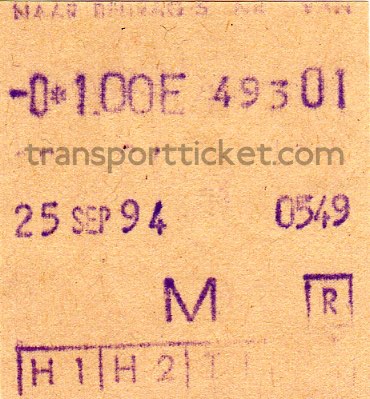 -0*1.00E 49301
transportticket.com
25 SEP 94 0549
M R
H 1 H 2